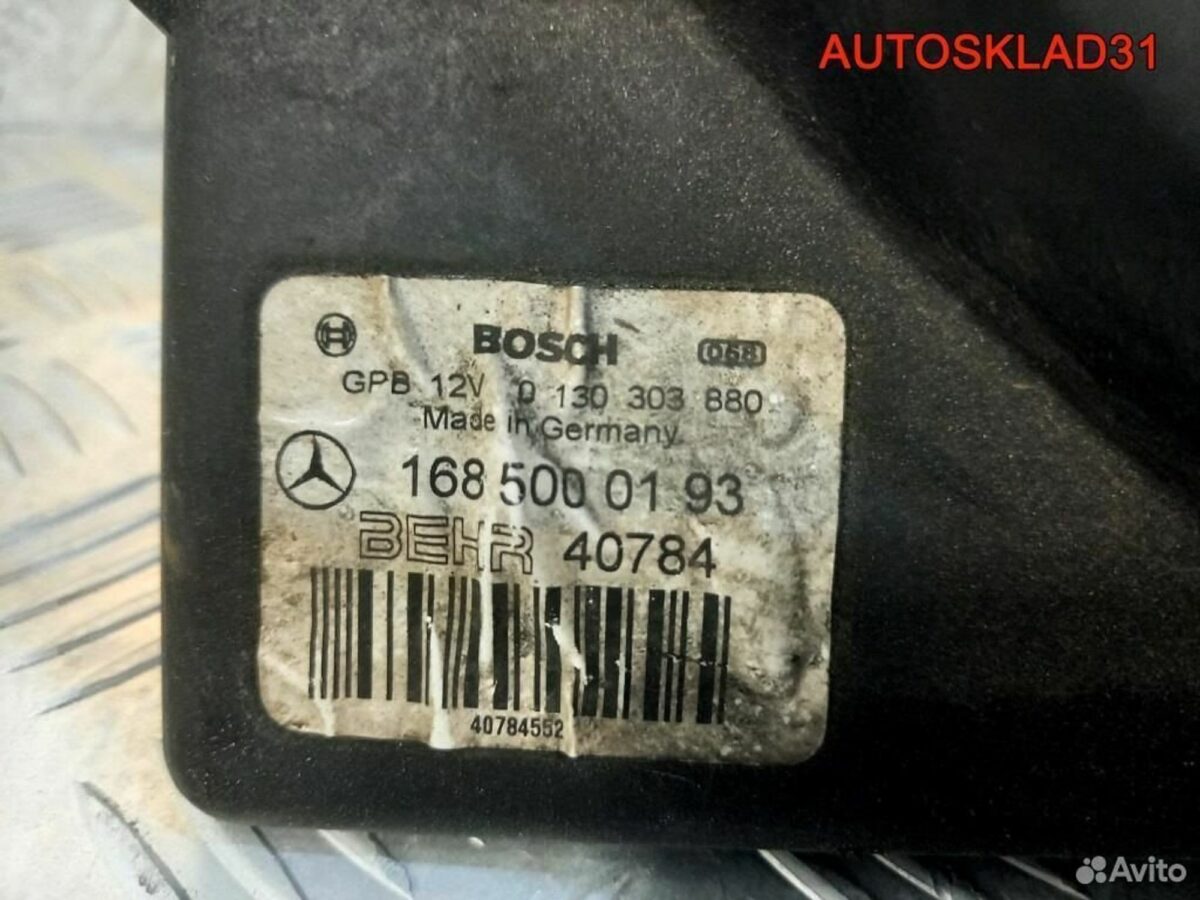 AUTOSKLAD31
BOSCH 058
GPB 12V 0 130 303 880
Made in Germany
168 500 01 93
BEHR 40784
40784552
Avito